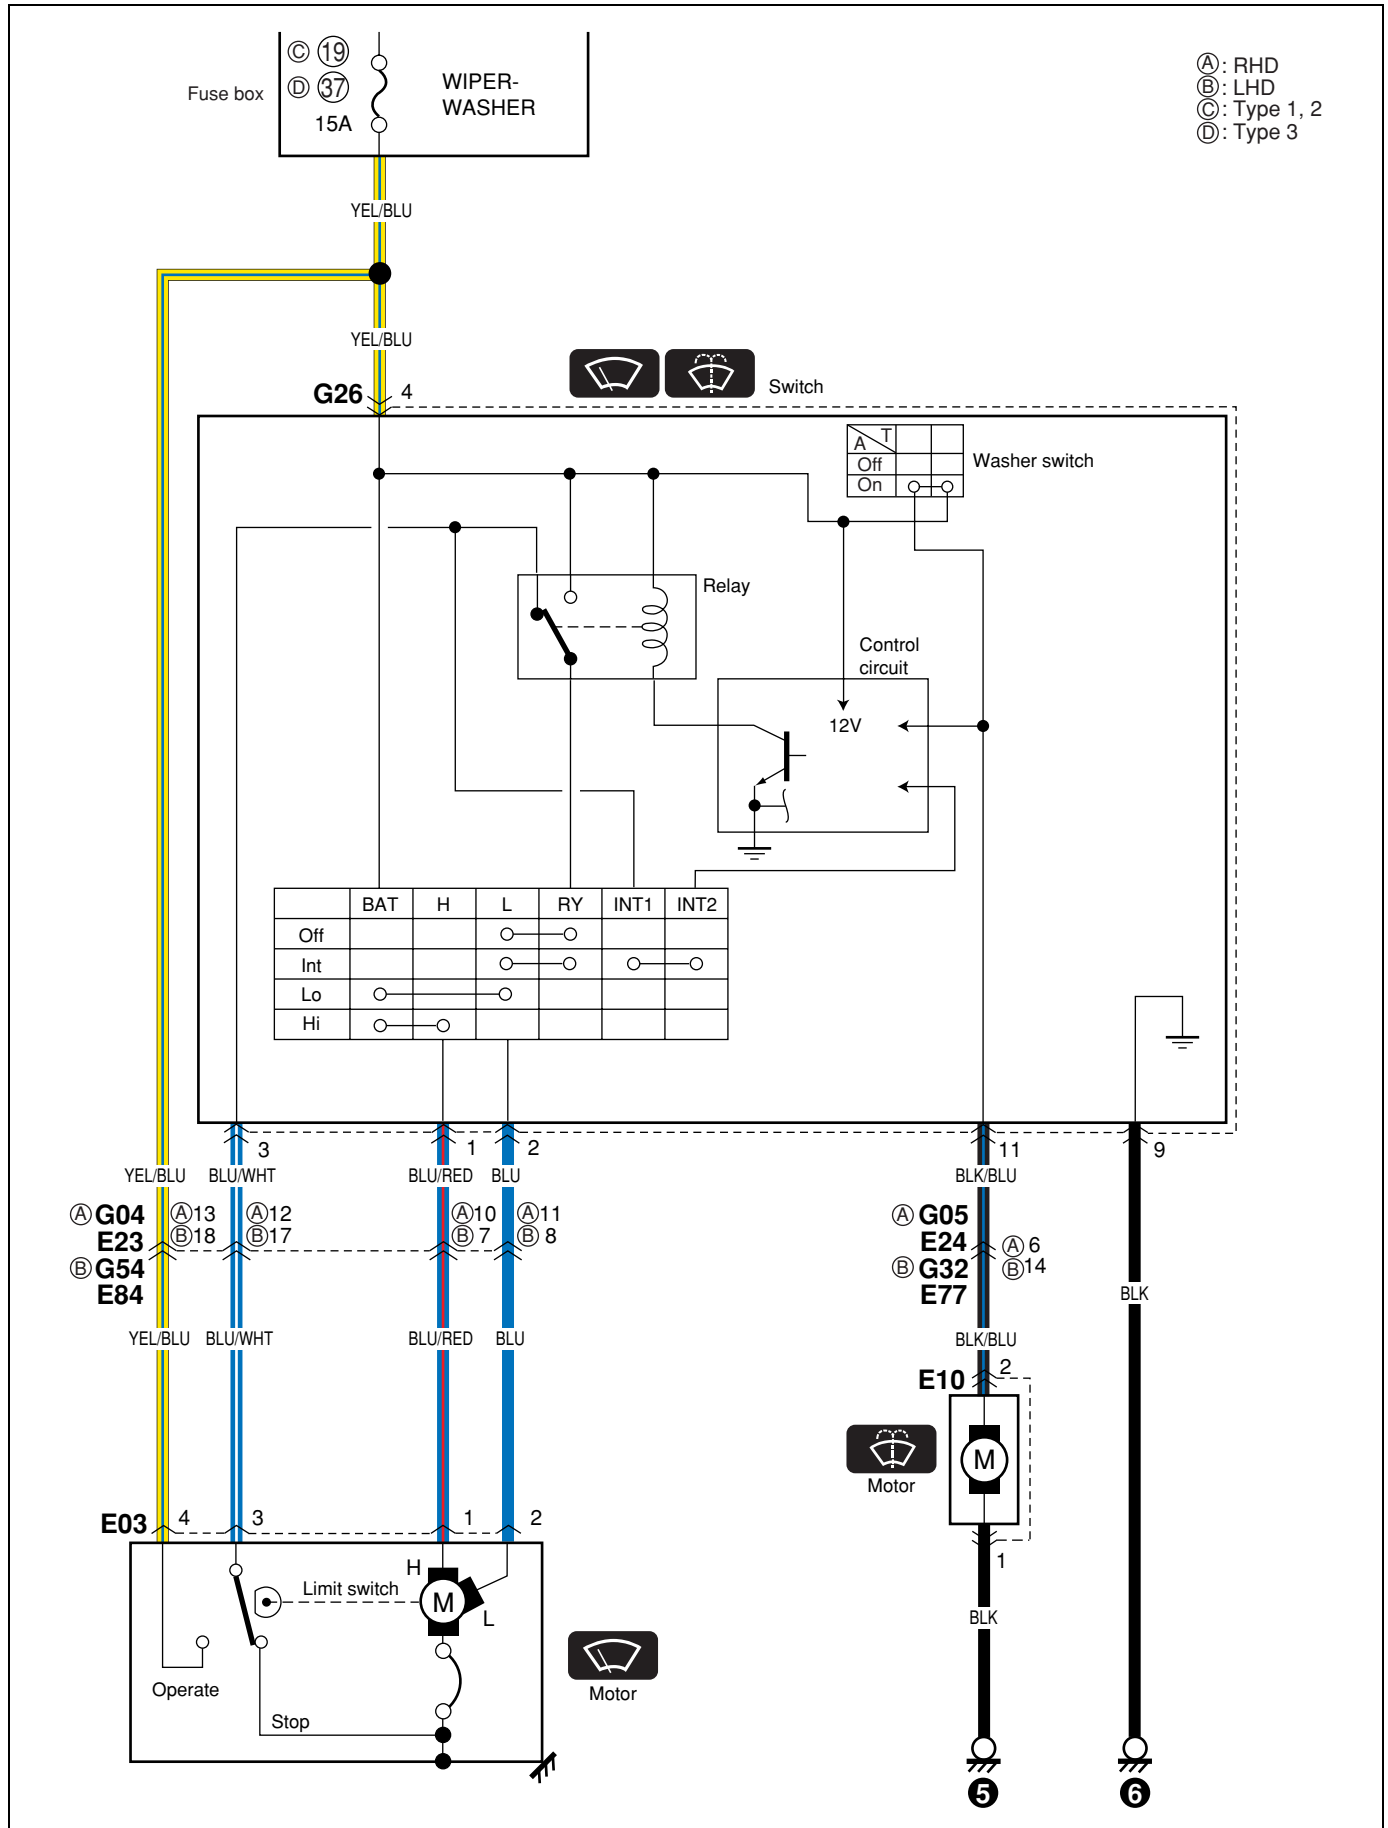 Ⓒ ⑲
Ⓓ ㊲
15A
Fuse box
WIPER-
WASHER
Ⓐ: RHD
Ⓑ: LHD
Ⓒ: Type 1, 2
Ⓓ: Type 3
YEL/BLU
YEL/BLU
G26 4
Switch
A T
Off
On
Washer switch
Relay
Control
circuit
12V
BAT H L RY INT1 INT2
Off
Int
Lo
Hi
3 1 2 11 9
YEL/BLU BLU/WHT BLU/RED BLU BLK/BLU
Ⓐ G04 Ⓐ13 Ⓐ12 Ⓐ10 Ⓐ11 Ⓐ G05
E23 Ⓑ18 Ⓑ17 Ⓑ 7 Ⓑ 8 E24 Ⓐ 6
Ⓑ G54 Ⓑ G32 Ⓑ14
E84 E77
BLK
YEL/BLU BLU/WHT BLU/RED BLU BLK/BLU
E10 2
M
Motor
E03 4 3 1 2
1
H
Limit switch
M
L
BLK
Operate
Stop
Motor
5 6